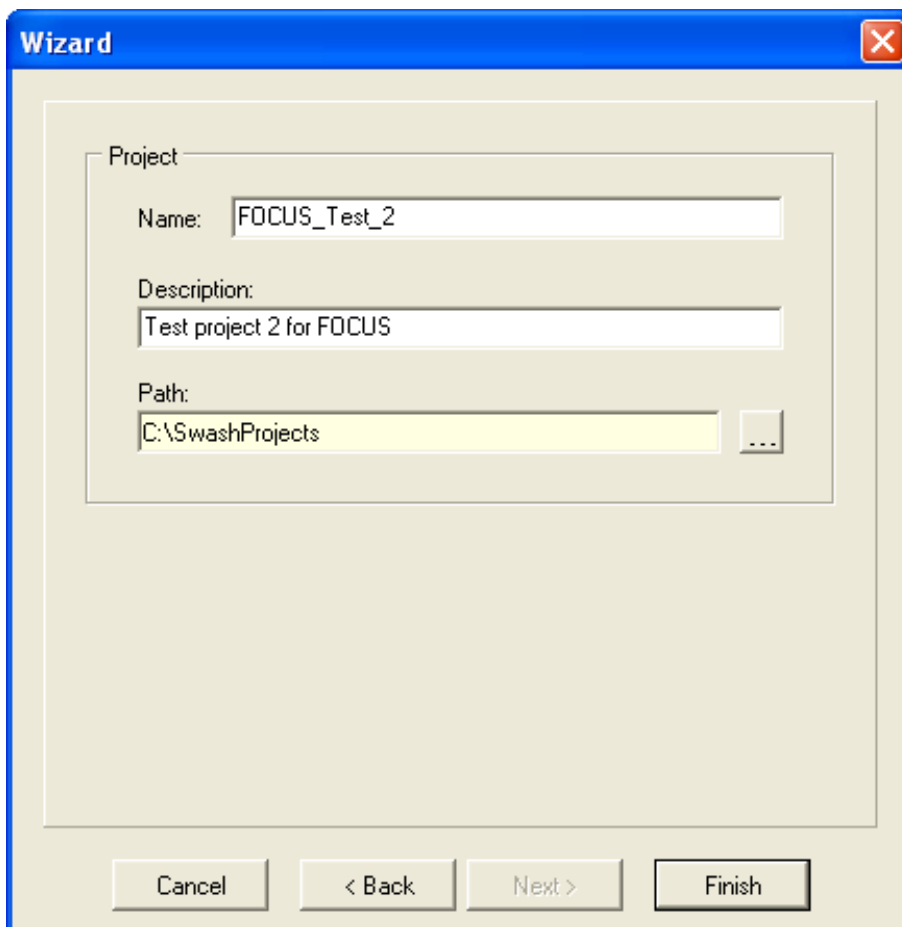 Wizard
Project
Name: FOCUS_Test_2
Description:
Test project 2 for FOCUS
Path:
C:\SwashProjects ...
Cancel < Back Next > Finish